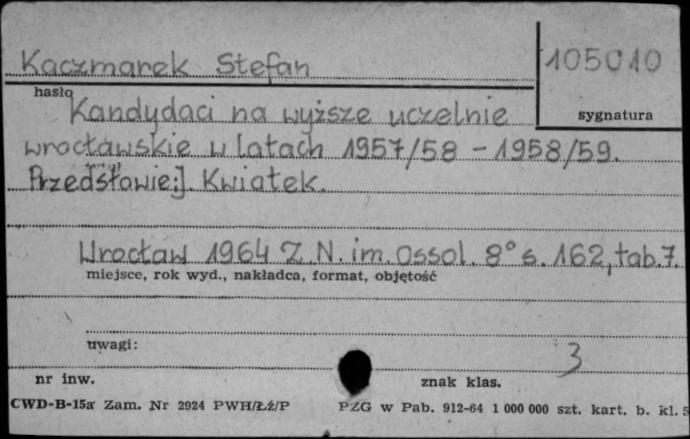 Kaczmarek Stefan
105010
hasło
sygnatura
Kandydaci na wyższe uczelnie
wrocławskie w latach 1957/58 - 1958/59.
Przedsłowie: J. Kwiatek.
Wrocław 1964 Z. N. im. Ossol. 8° s. 162, tab. 7.
miejsce, rok wyd., nakładca, format, objętość
uwagi:
3
nr inw.
znak klas.
CWD-B-15a Zam. Nr 2924 PWH/Łź/P
PZG w Pab. 912-64 1 000 000 szt. kart. b. kl. 5